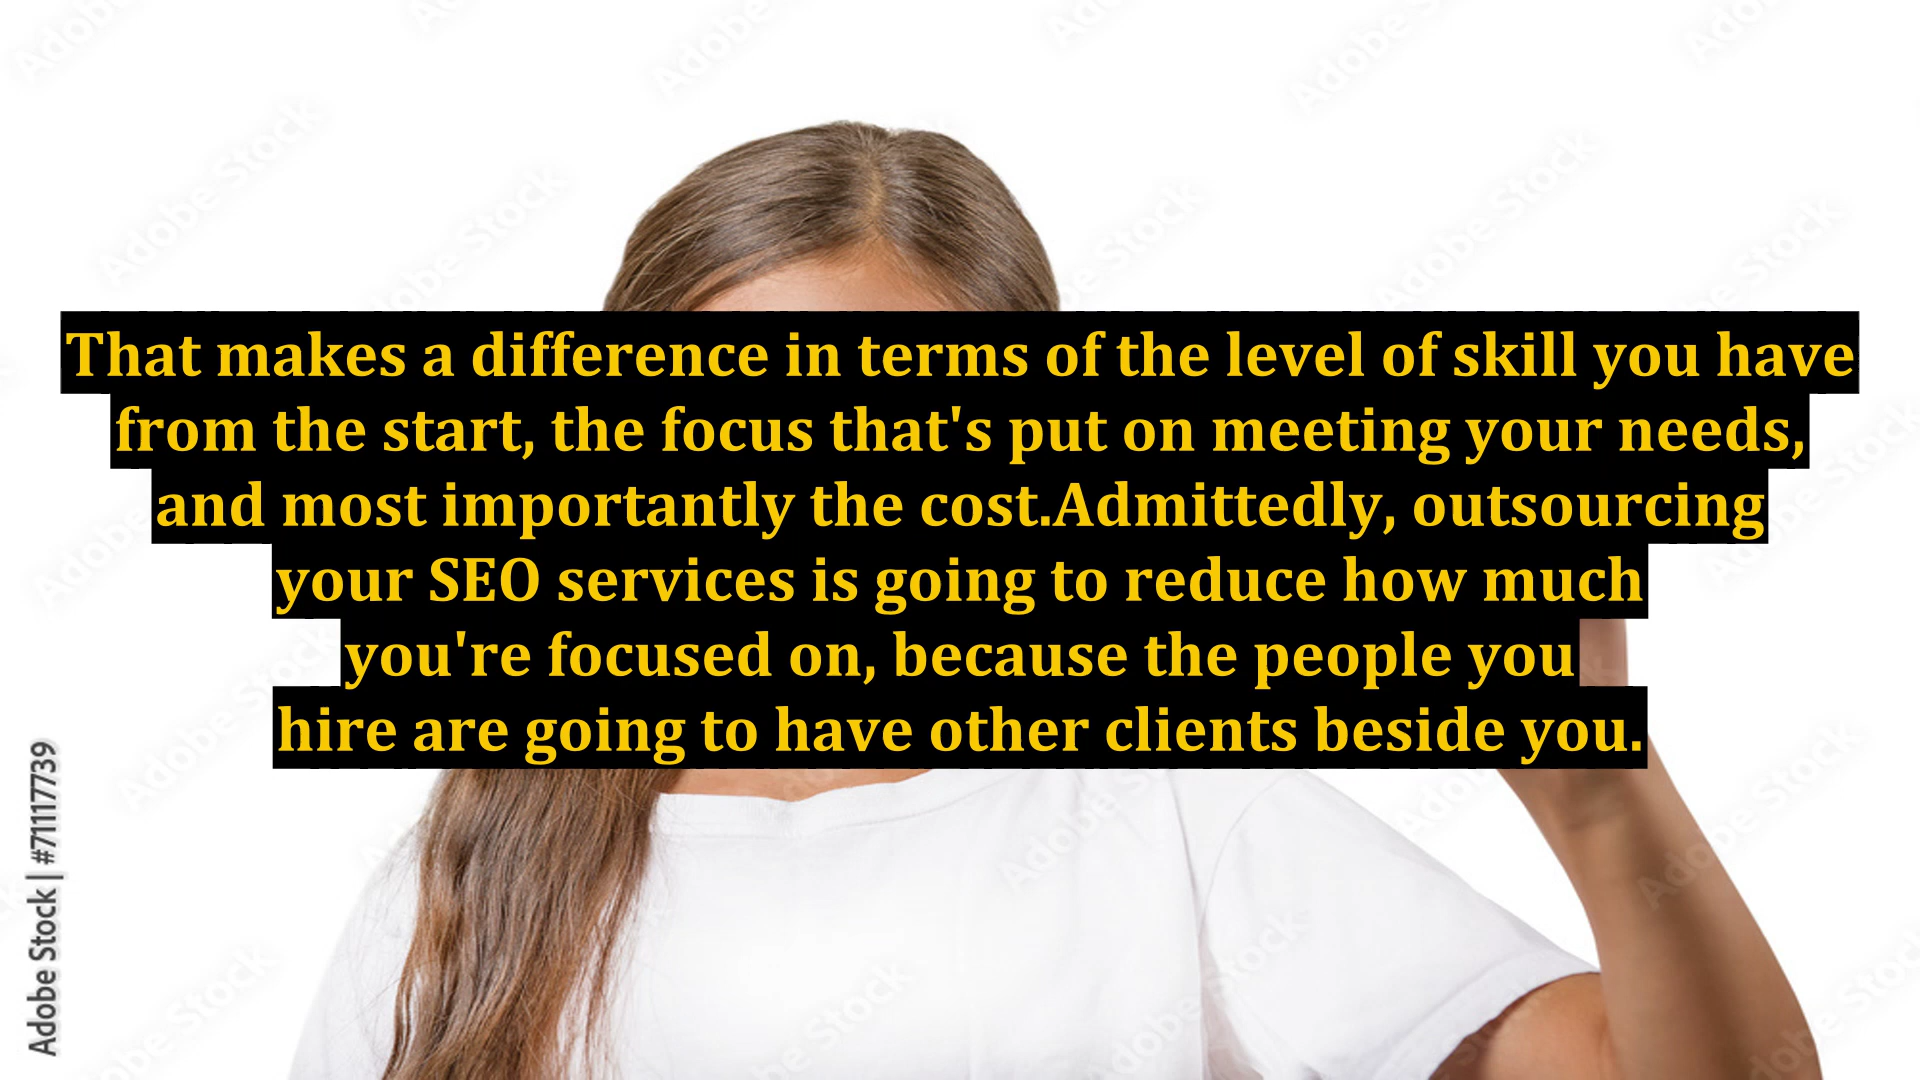 That makes a difference in terms of the level of skill you have
from the start, the focus that's put on meeting your needs,
and most importantly the cost.Admittedly, outsourcing
your SEO services is going to reduce how much
you're focused on, because the people you
hire are going to have other clients beside you.
Adobe Stock | #71117739